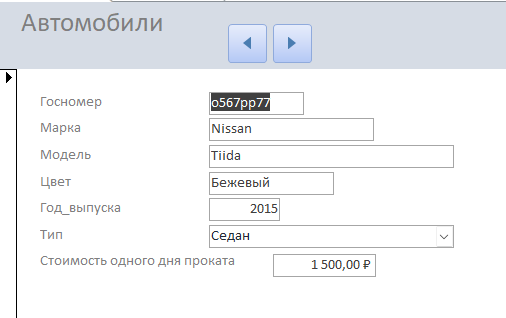 Автомобили
Госномер о567рр77
Марка Nissan
Модель Tiida
Цвет Бежевый
Год_выпуска 2015
Тип Седан
Стоимость одного дня проката 1 500,00 ₽